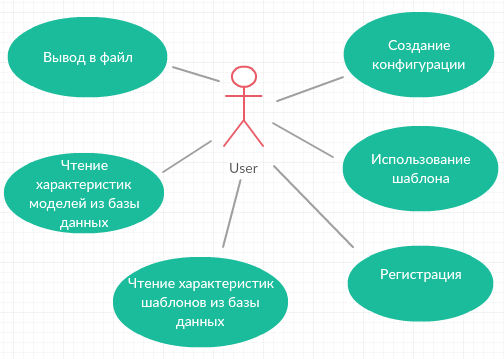 Вывод в файл
Создание
конфигурации
User
Чтение
характеристик
моделей из базы
данных
Использование
шаблона
Чтение характеристик
шаблонов из базы
данных
Регистрация